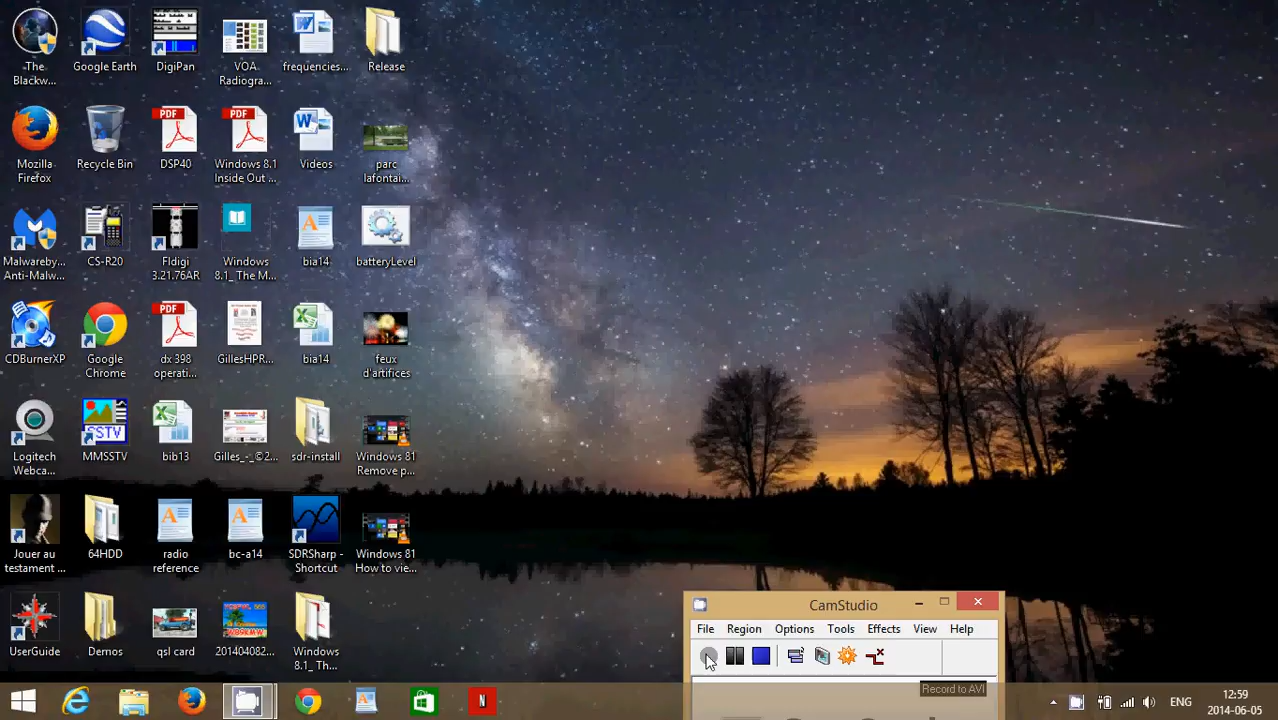 The
Blackw...
Google Earth
DigiPan
VOA
Radiogra...
frequencies...
Release
Mozilla
Firefox
Recycle Bin
PDF
DSP40
PDF
Windows 8.1
Inside Out ...
Videos
parc
lafontai...
Malwareby...
Anti-Malw...
CS-R20
Fldigi
3.21.76AR
Windows
8.1_ The M...
bia14
batteryLevel
CDBurnerXP
Google
Chrome
PDF
dx 398
operati...
GillesHPR...
bia14
feux
d'artifices
Logitech
Webca...
SSTV
MMSSTV
bib13
Gilles_-_©2...
sdr-install
Windows 81
Remove p...
Jouer au
testament ...
64HDD
radio
reference
bc-a14
SDRSharp -
Shortcut
Windows 81
How to vie...
UserGuide
Demos
qsl card
201404082...
Windows
8.1_ Th...
CamStudio
File Region Options Tools Effects View Help
Record to AVI
ENG
12:59
2014-06-05